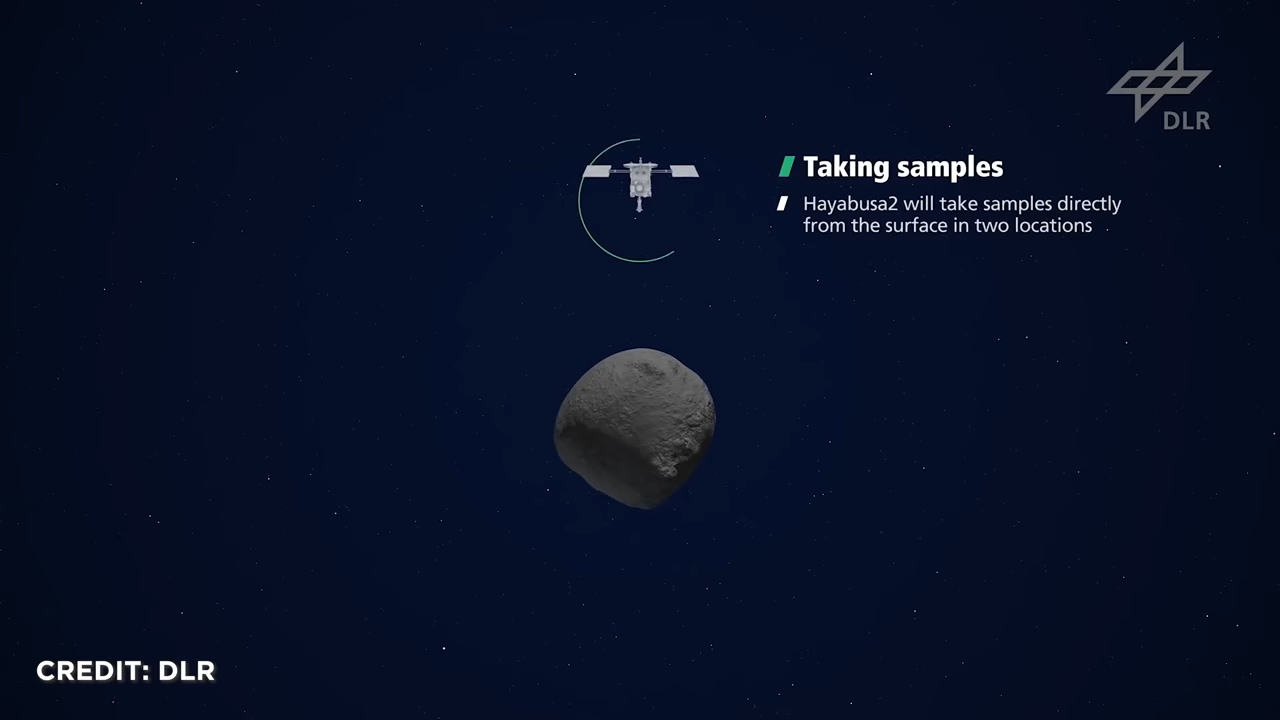 DLR
Taking samples
Hayabusa2 will take samples directly
from the surface in two locations
CREDIT: DLR